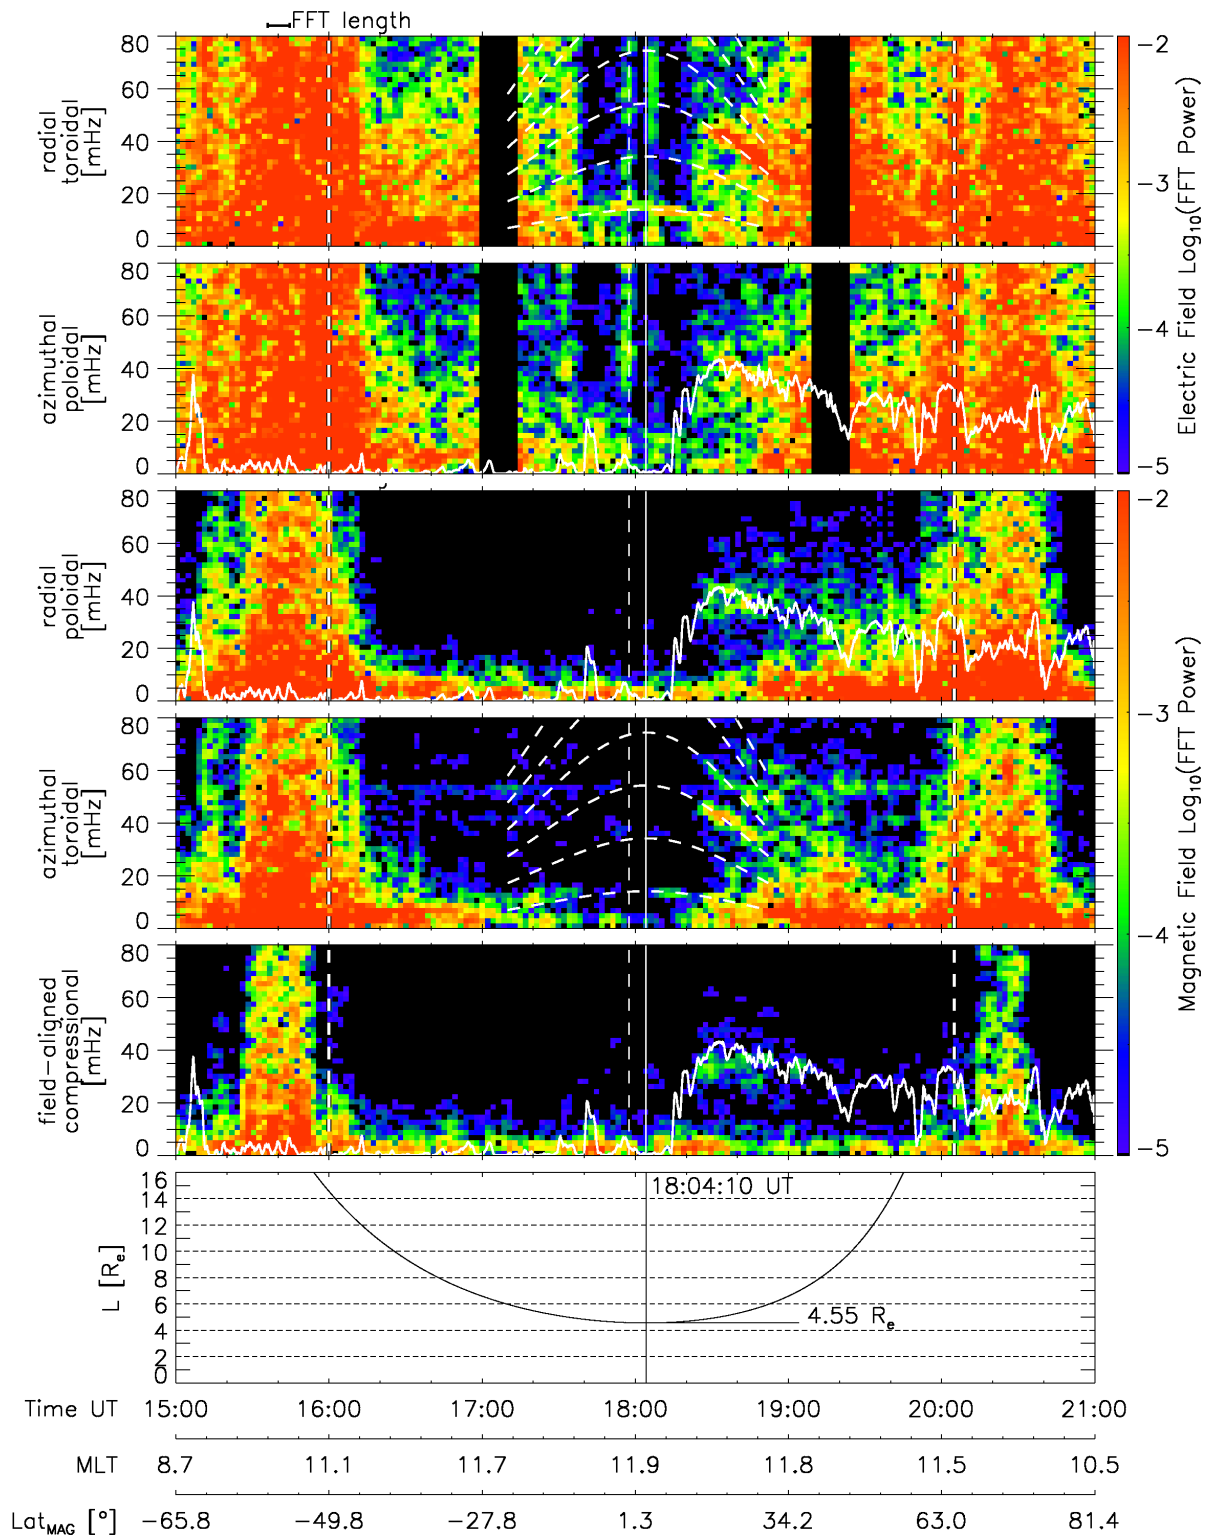 FFT length
80
60
40
20
0
radial
toroidal
[mHz]
80
60
40
20
0
azimuthal
poloidal
[mHz]
−2
−3
−4
−5
Electric Field Log10(FFT Power)
80
60
40
20
0
radial
poloidal
[mHz]
80
60
40
20
0
azimuthal
toroidal
[mHz]
80
60
40
20
0
field−aligned
compressional
[mHz]
−2
−3
−4
−5
Magnetic Field Log10(FFT Power)
16
14
12
10
8
6
4
2
0
L [Re]
18:04:10 UT
4.55 Re
Time UT 15:00 16:00 17:00 18:00 19:00 20:00 21:00
MLT 8.7 11.1 11.7 11.9 11.8 11.5 10.5
LatMAG [°] −65.8 −49.8 −27.8 1.3 34.2 63.0 81.4